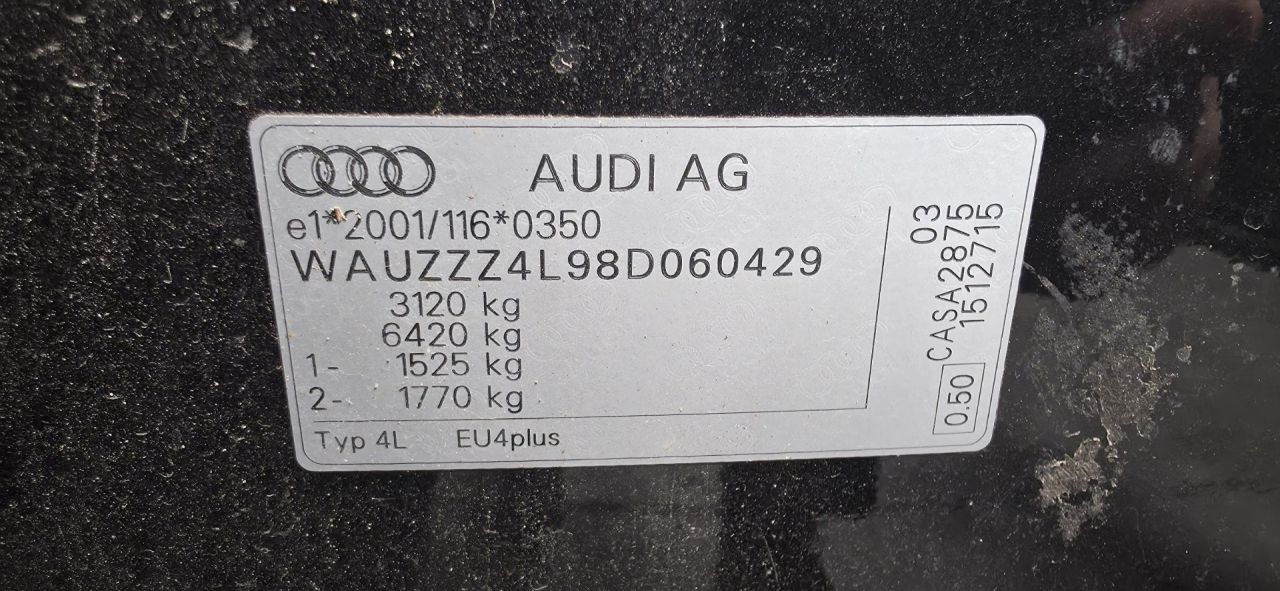 AUDI AG
e1*2001/116*0350
WAUZZZ4L98D060429
3120 kg
6420 kg
1- 1525 kg
2- 1770 kg
Typ 4L EU4plus
03
CASA2875
1512715
0.50